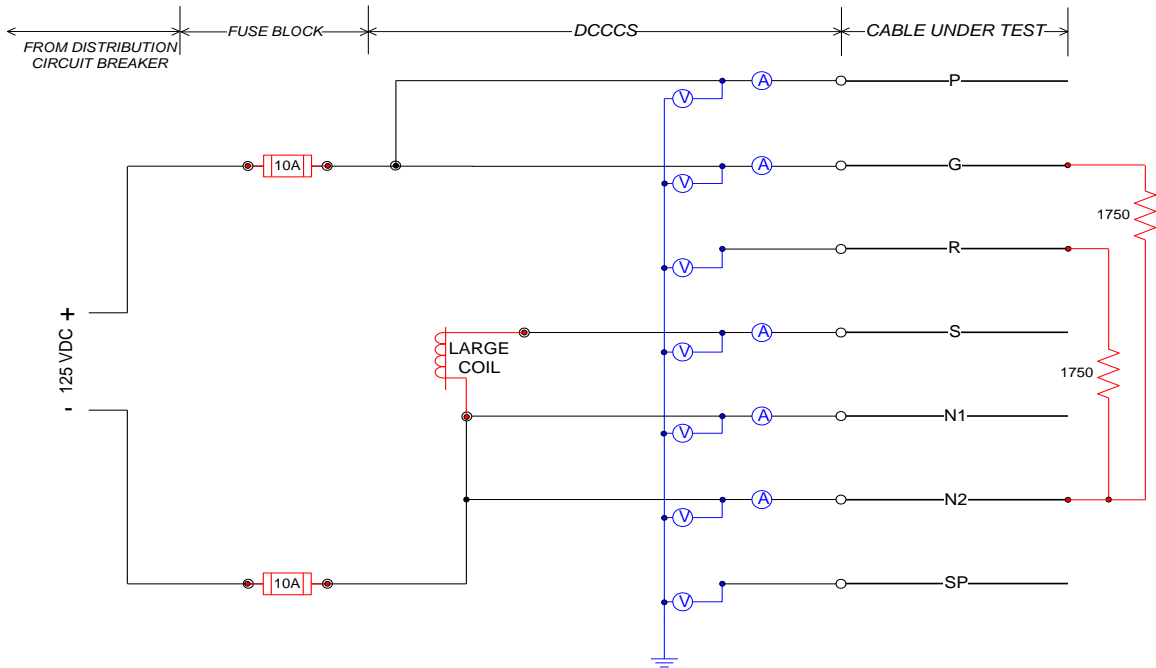 FROM DISTRIBUTION
CIRCUIT BREAKER
FUSE BLOCK
DCCCS
CABLE UNDER TEST
A
P
V
10A
A
G
V
1750
R
V
125 VDC
+
-
LARGE
COIL
A
S
V
1750
A
N1
V
A
N2
V
10A
SP
V